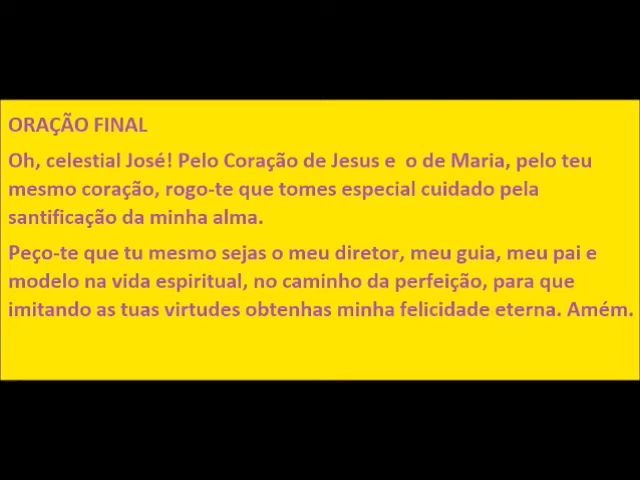 ORAÇÃO FINAL
Oh, celestial José! Pelo Coração de Jesus e  o de Maria, pelo teu
mesmo coração, rogo-te que tomes especial cuidado pela
santificação da minha alma.
Peço-te que tu mesmo sejas o meu diretor, meu guia, meu pai e
modelo na vida espiritual, no caminho da perfeição, para que
imitando as tuas virtudes obtenhas minha felicidade eterna. Amém.